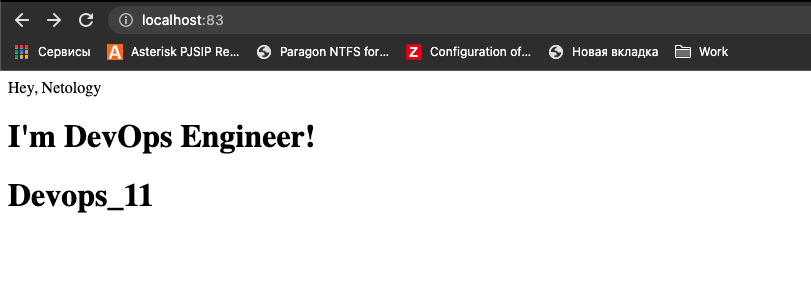 localhost:83
Сервисы Asterisk PJSIP Re... Paragon NTFS for... Z Configuration of... Новая вкладка Work
Hey, Netology
I'm DevOps Engineer!
Devops_11